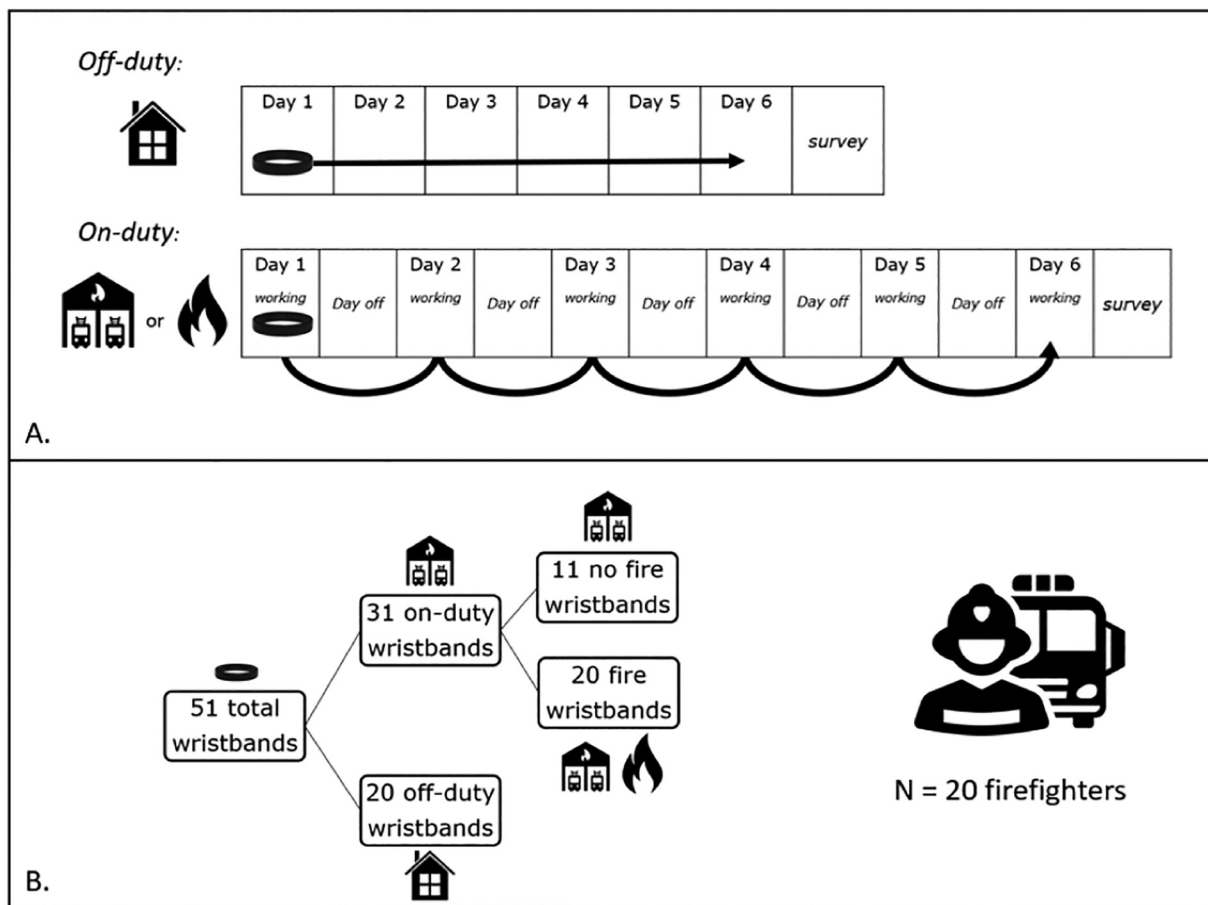 Off-duty:
Day 1 Day 2 Day 3 Day 4 Day 5 Day 6
survey
On-duty:
Day 1 Day 2 Day 3 Day 4 Day 5 Day 6
working Day off working Day off working Day off working Day off working Day off working survey
or
A.
11 no fire
wristbands
31 on-duty
wristbands
20 fire
wristbands
51 total
wristbands
20 off-duty
wristbands
N = 20 firefighters
B.